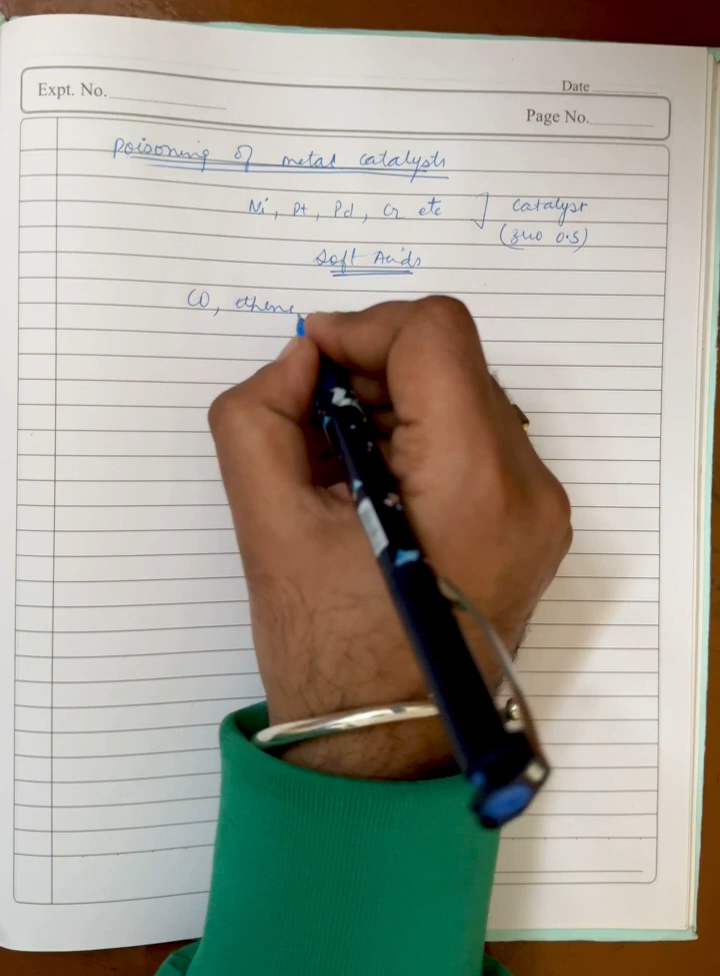 Expt. No.
Date
Page No.
Poisoning of metal catalysts
Ni, Pt, Pd, Cr etc ] Catalyst
(zero O.S)
Soft Acids
CO, ethene,